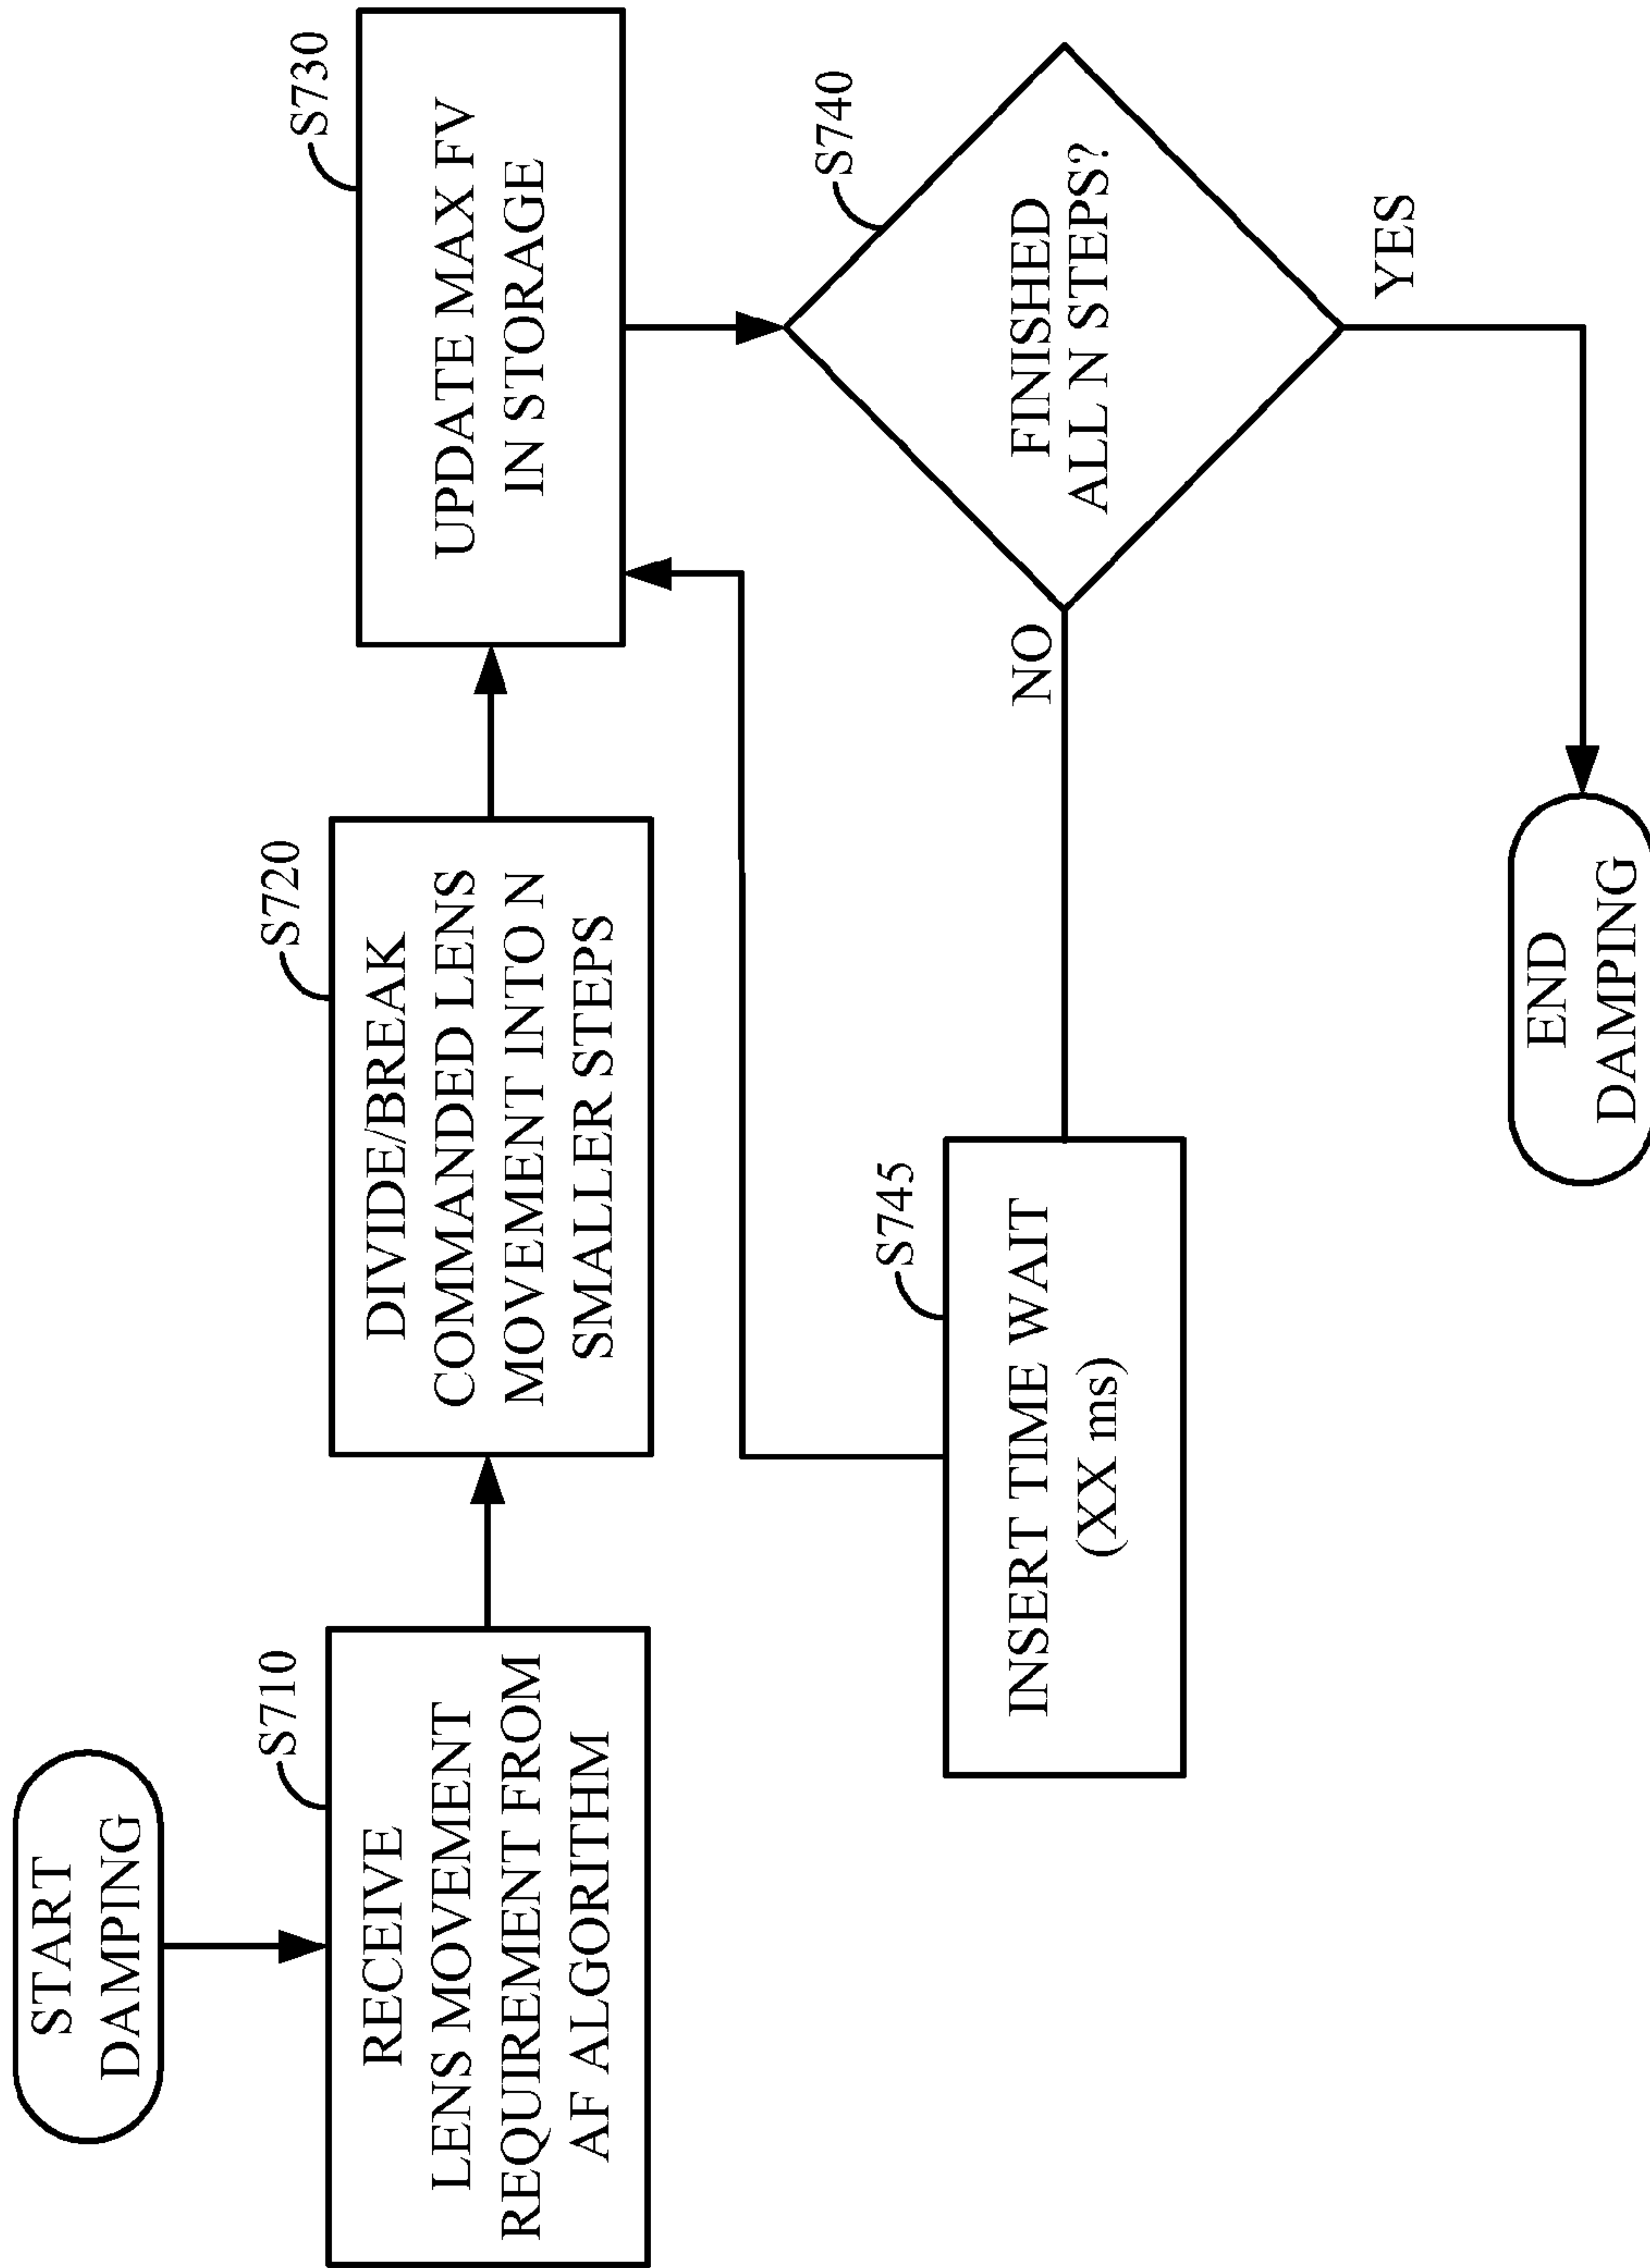 START
DAMPING
S710
RECEIVE
LENS MOVEMENT
REQUIREMENT FROM
AF ALGORITHM
S720
DIVIDE/BREAK
COMMANDED LENS
MOVEMENT INTO N
SMALLER STEPS
S730
UPDATE MAX FV
IN STORAGE
S740
FINISHED
ALL N STEPS?
NO
YES
S745
INSERT TIME WAIT
(XX ms)
END
DAMPING